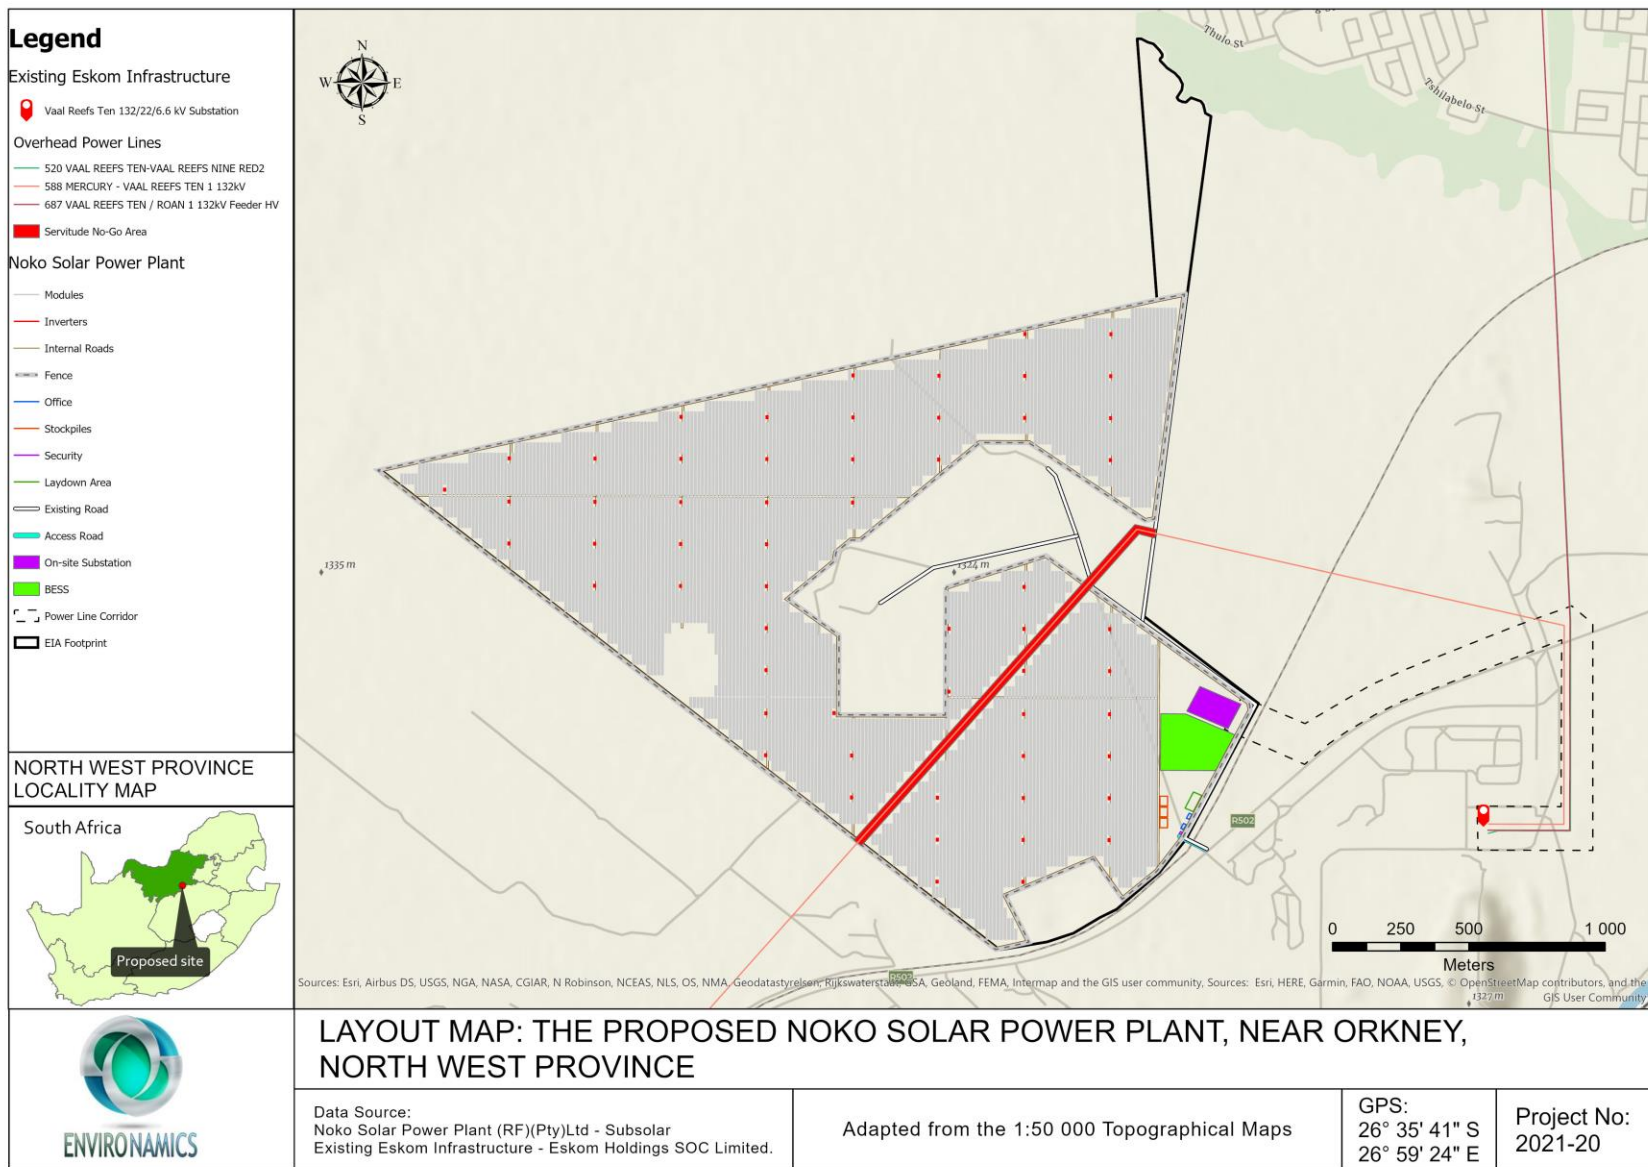 Legend
Existing Eskom Infrastructure
Vaal Reefs Ten 132/22/6.6 kV Substation
Overhead Power Lines
520 VAAL REEFS TEN-VAAL REEFS NINE RED2
588 MERCURY - VAAL REEFS TEN 1 132kV
687 VAAL REEFS TEN / ROAN 1 132kV Feeder HV
Servitude No-Go Area
Noko Solar Power Plant
Modules
Inverters
Internal Roads
Fence
Office
Stockpiles
Security
Laydown Area
Existing Road
Access Road
On-site Substation
BESS
Power Line Corridor
EIA Footprint
NORTH WEST PROVINCE
LOCALITY MAP
South Africa
Proposed site
N
W E
S
Thulo St
Tshilabelo St
1335 m
1324 m
R502
R502
0 250 500 1 000
Meters
1327 m
Sources: Esri, Airbus DS, USGS, NGA, NASA, CGIAR, N Robinson, NCEAS, NLS, OS, NMA, Geodatastyrelsen, Rijkswaterstaat, GSA, Geoland, FEMA, Intermap and the GIS user community, Sources: Esri, HERE, Garmin, FAO, NOAA, USGS, © OpenStreetMap contributors, and the
GIS User Community
ENVIRONAMICS
LAYOUT MAP: THE PROPOSED NOKO SOLAR POWER PLANT, NEAR ORKNEY,
NORTH WEST PROVINCE
Data Source:
Noko Solar Power Plant (RF)(Pty)Ltd - Subsolar
Existing Eskom Infrastructure - Eskom Holdings SOC Limited.
Adapted from the 1:50 000 Topographical Maps
GPS:
26° 35' 41" S
26° 59' 24" E
Project No:
2021-20